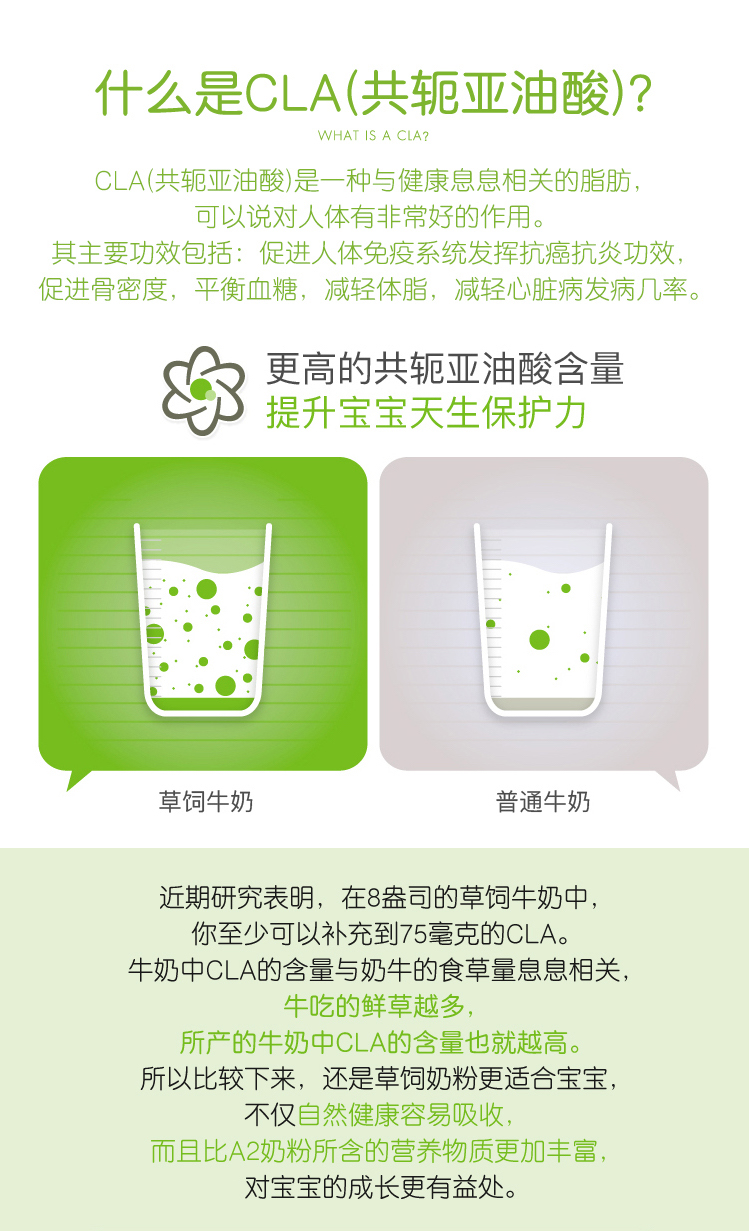 什么是CLA(共轭亚油酸)?
WHAT IS A CLA?
CLA(共轭亚油酸)是一种与健康息息相关的脂肪，
可以说对人体有非常好的作用。
其主要功效包括：促进人体免疫系统发挥抗癌抗炎功效，
促进骨密度，平衡血糖，减轻体脂，减轻心脏病发病几率。
更高的共轭亚油酸含量
提升宝宝天生保护力
草饲牛奶
普通牛奶
近期研究表明，在8盎司的草饲牛奶中，
你至少可以补充到75毫克的CLA。
牛奶中CLA的含量与奶牛的食草量息息相关，
牛吃的鲜草越多，
所产的牛奶中CLA的含量也就越高。
所以比较下来，还是草饲奶粉更适合宝宝，
不仅自然健康容易吸收，
而且比A2奶粉所含的营养物质更加丰富，
对宝宝的成长更有益处。